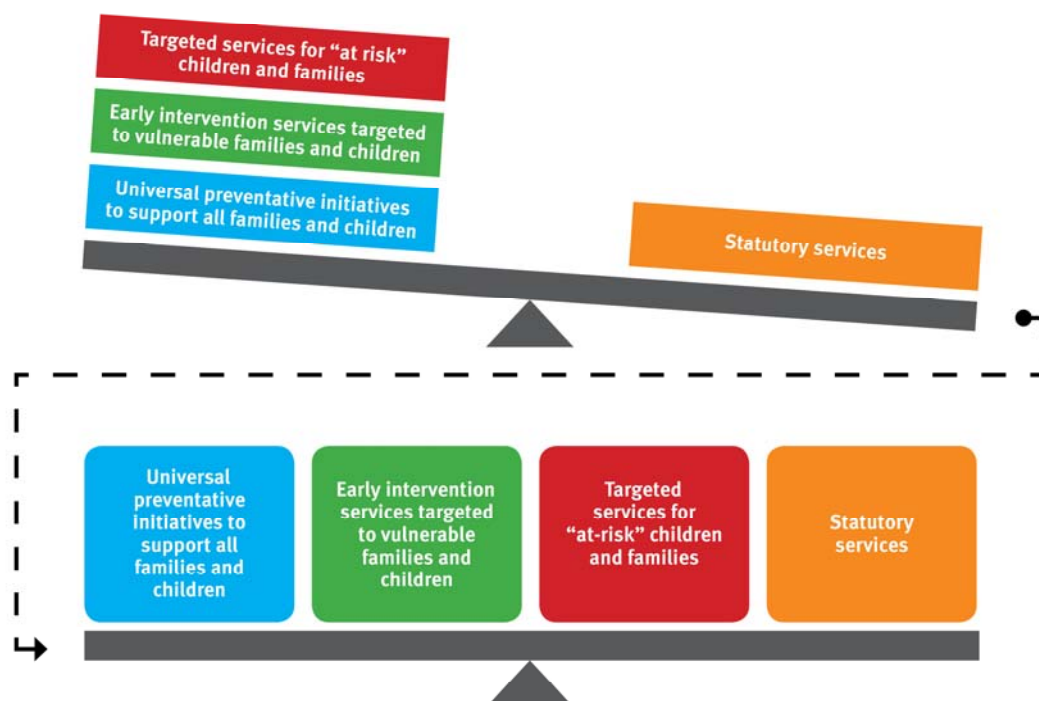 Targeted services for “at risk”
children and families
Early intervention services targeted
to vulnerable families and children
Universal preventative initiatives
to support all families and children
Statutory services
Universal
preventative
initiatives to
support all
families and
children
Early intervention
services targeted
to vulnerable
families and
children
Targeted
services for
“at-risk” children
and families
Statutory
services